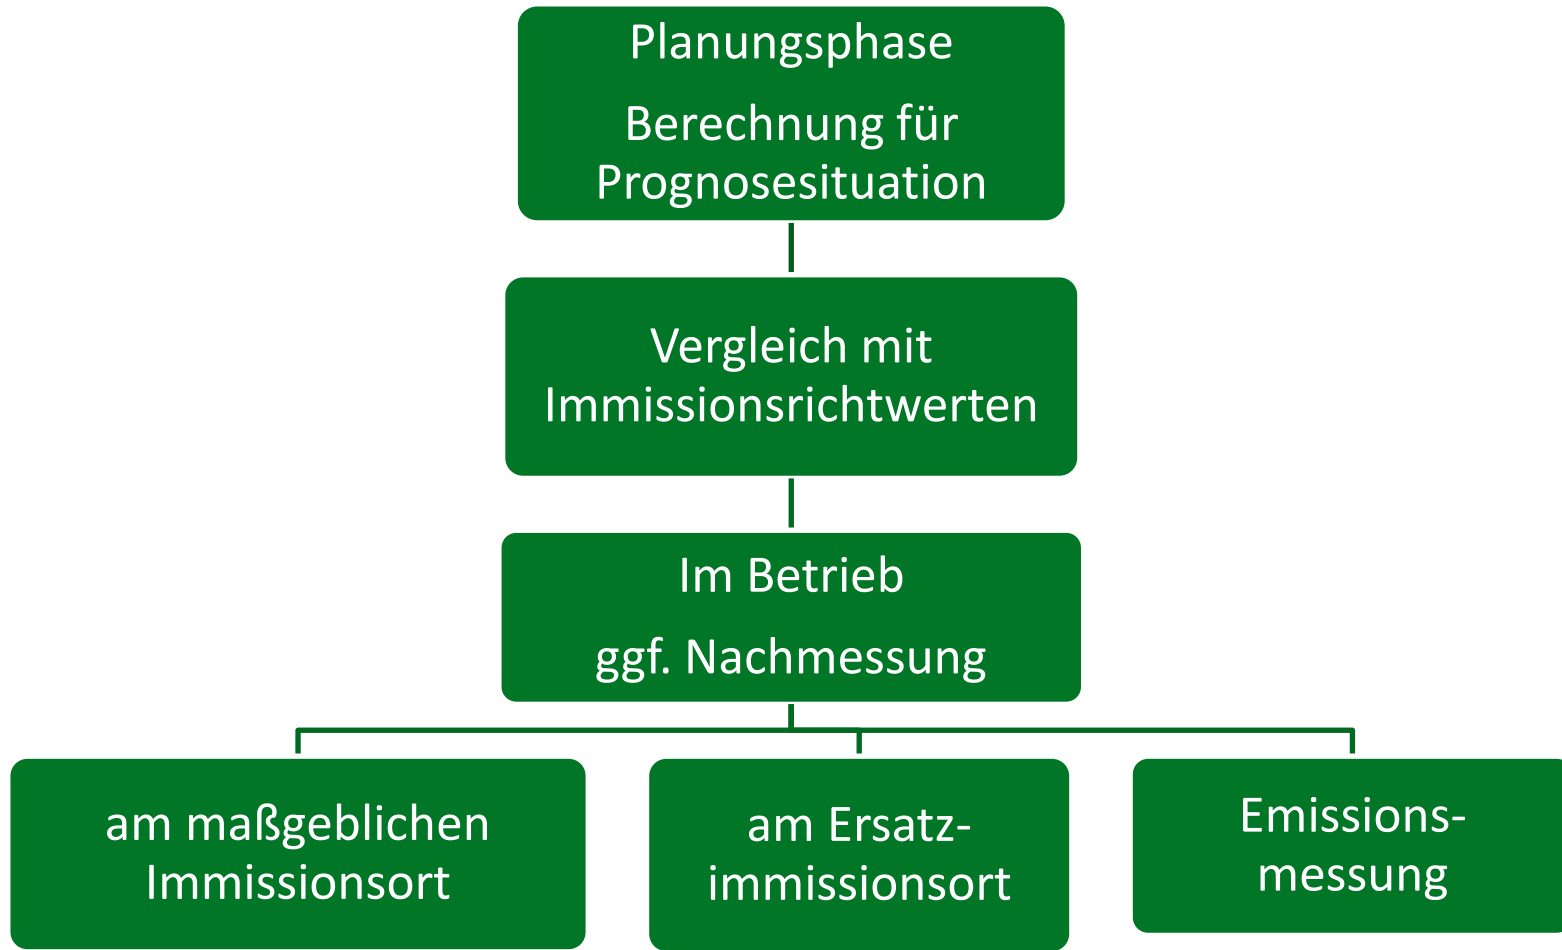 Planungsphase
Berechnung für
Prognosesituation
Vergleich mit
Immissionsrichtwerten
Im Betrieb
ggf. Nachmessung
am maßgeblichen
Immissionsort
am Ersatz-
immissionsort
Emissions-
messung